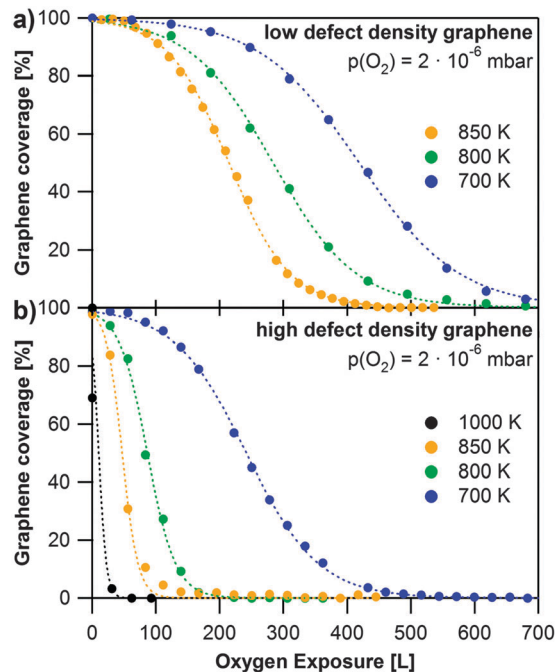 a)
low defect density graphene
p(O₂) = 2 · 10⁻⁶ mbar
850 K
800 K
700 K
Graphene coverage [%]
100
80
60
40
20
b)
high defect density graphene
p(O₂) = 2 · 10⁻⁶ mbar
1000 K
850 K
800 K
700 K
Graphene coverage [%]
100
80
60
40
20
0
0 100 200 300 400 500 600 700
Oxygen Exposure [L]